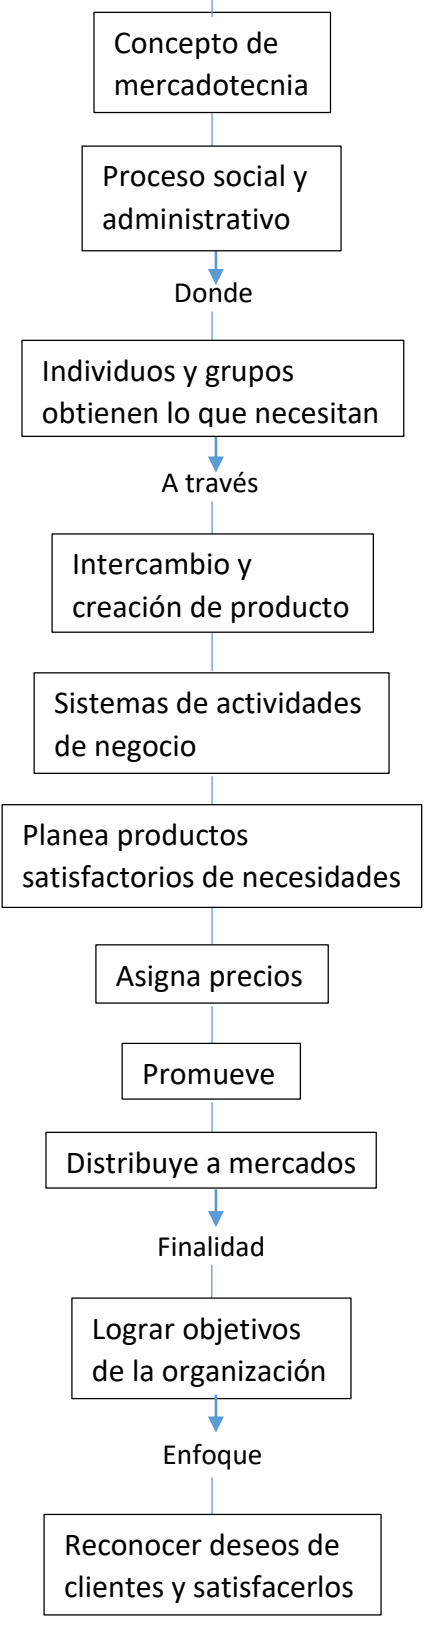 Concepto de
mercadotecnia
Proceso social y
administrativo
Donde
Individuos y grupos
obtienen lo que necesitan
A través
Intercambio y
creación de producto
Sistemas de actividades
de negocio
Planea productos
satisfactorios de necesidades
Asigna precios
Promueve
Distribuye a mercados
Finalidad
Lograr objetivos
de la organización
Enfoque
Reconocer deseos de
clientes y satisfacerlos